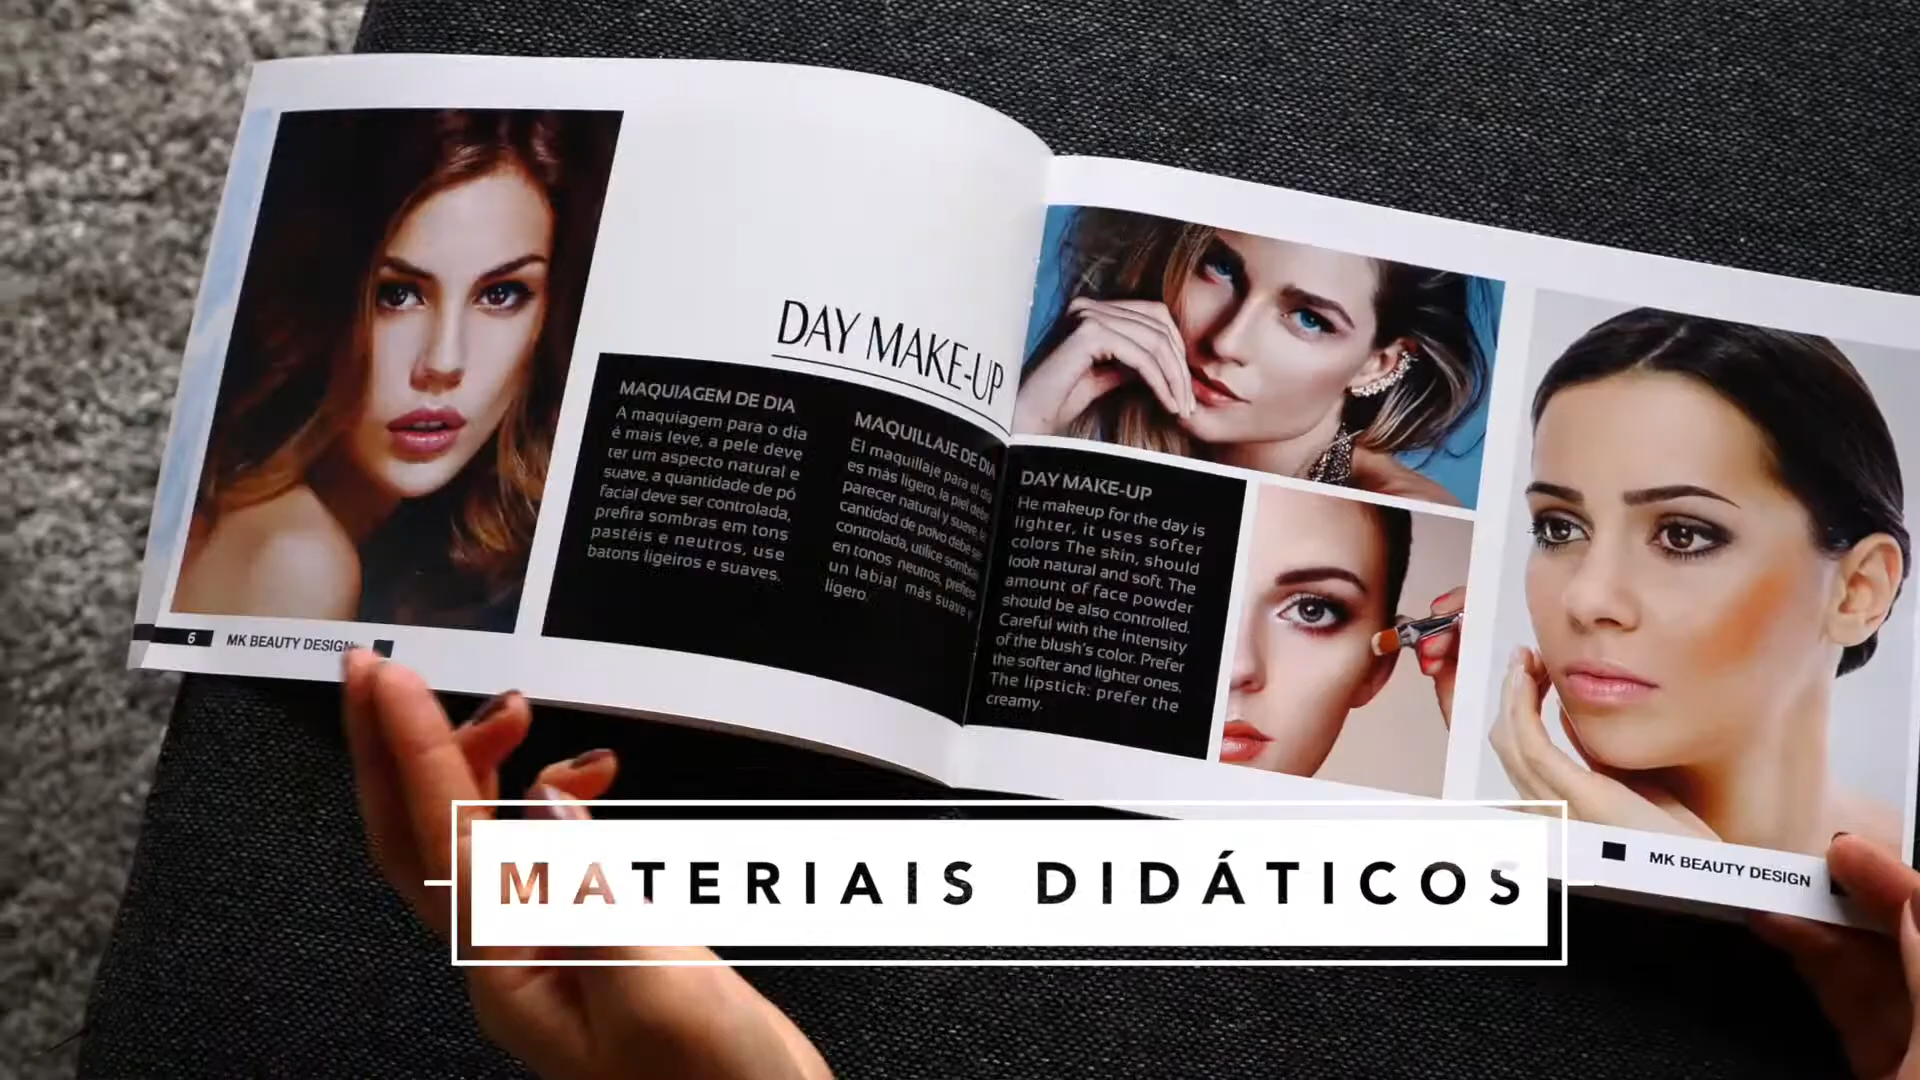 DAY MAKE-UP
MAQUIAGEM DE DIA
A maquiagem para o dia
é mais leve, a pele deve
ter um aspecto natural e
suave, a quantidade de pó
facial deve ser controlada,
prefira sombras em tons
pastéis e neutros, use
batons ligeiros e suaves.
MAQUILLAJE DE DIA
El maquillaje para el día
es más ligero, la piel debe
parecer natural y suave, la
cantidad de polvo debe ser
controlada, utilice sombras
en tonos neutros, prefiera
un labial más suave y
lígero.
DAY MAKE-UP
He makeup for the day is
lighter, it uses softer
colors The skin, should
look natural and soft. The
amount of face powder
should be also controlled.
Careful with the intensity
of the blush's color. Prefer
the softer and lighter ones.
The lipstick: prefer the
creamy.
6 MK BEAUTY DESIGN
MK BEAUTY DESIGN
MATERIAIS DIDÁTICOS